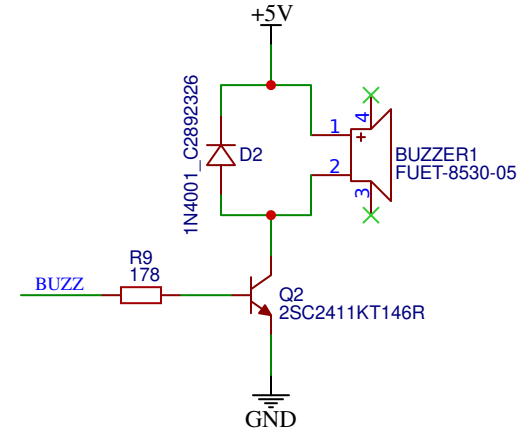 +5V
1N4001_C2892326
D2
1
2
4
3
+
BUZZER1
FUET-8530-05
R9
178
BUZZ
Q2
2SC2411KT146R
GND